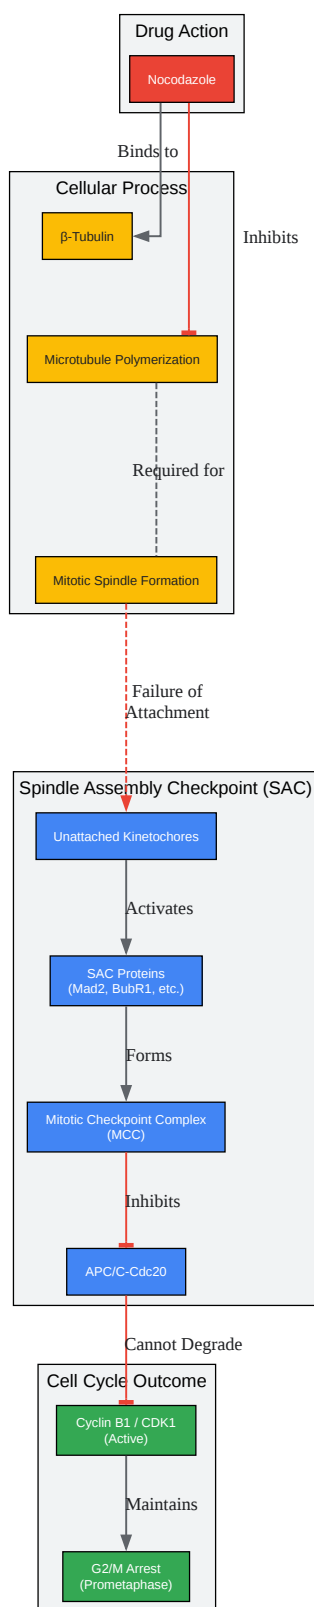 Drug Action
Nocodazole
Binds to
Cellular Process
β-Tubulin
Inhibits
Microtubule Polymerization
Required for
Mitotic Spindle Formation
Failure of
Attachment
Spindle Assembly Checkpoint (SAC)
Unattached Kinetochores
Activates
SAC Proteins
(Mad2, BubR1, etc.)
Forms
Mitotic Checkpoint Complex
(MCC)
Inhibits
APC/C-Cdc20
Cannot Degrade
Cell Cycle Outcome
Cyclin B1 / CDK1
(Active)
Maintains
G2/M Arrest
(Prometaphase)